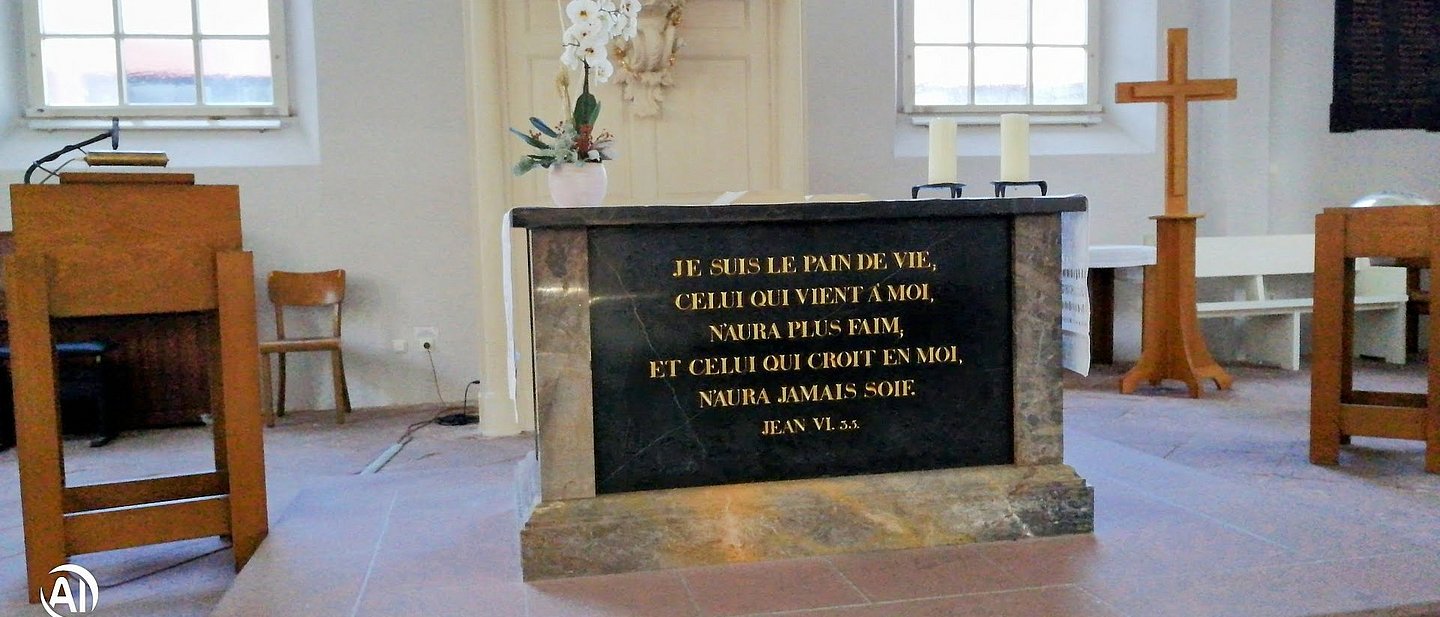 JE SUIS LE PAIN DE VIE,
CELUI QUI VIENT À MOI,
N'AURA PLUS FAIM,
ET CELUI QUI CROIT EN MOI,
N'AURA JAMAIS SOIF.
JEAN VI. 35.
AI